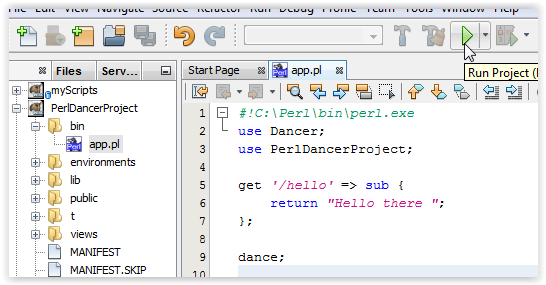 File Edit View Navigate Source Refactor Run Debug Profile Team Tools Window Help
Files
Serv...
Start Page
app.pl
Run Project (
myScripts
PerlDancerProject
bin
app.pl
environments
lib
public
t
views
MANIFEST
MANIFEST.SKIP
1 #!C:\Perl\bin\perl.exe
2 use Dancer;
3 use PerlDancerProject;
4
5 get '/hello' => sub {
6 return "Hello there ";
7 };
8
9 dance;
10